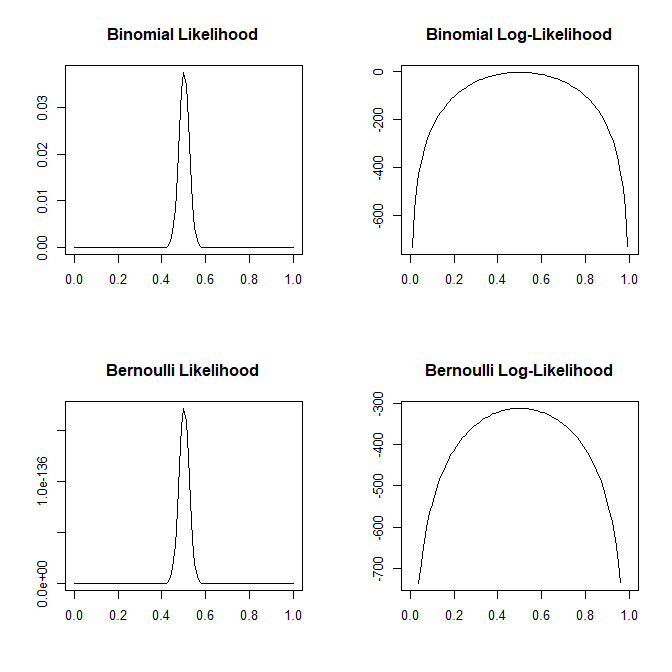 Binomial Likelihood
0.03
0.02
0.01
0.00
0.0 0.2 0.4 0.6 0.8 1.0
Binomial Log-Likelihood
0
-200
-400
-600
0.0 0.2 0.4 0.6 0.8 1.0
Bernoulli Likelihood
1.0e-136
0.0e+00
0.0 0.2 0.4 0.6 0.8 1.0
Bernoulli Log-Likelihood
-300
-400
-500
-600
-700
0.0 0.2 0.4 0.6 0.8 1.0